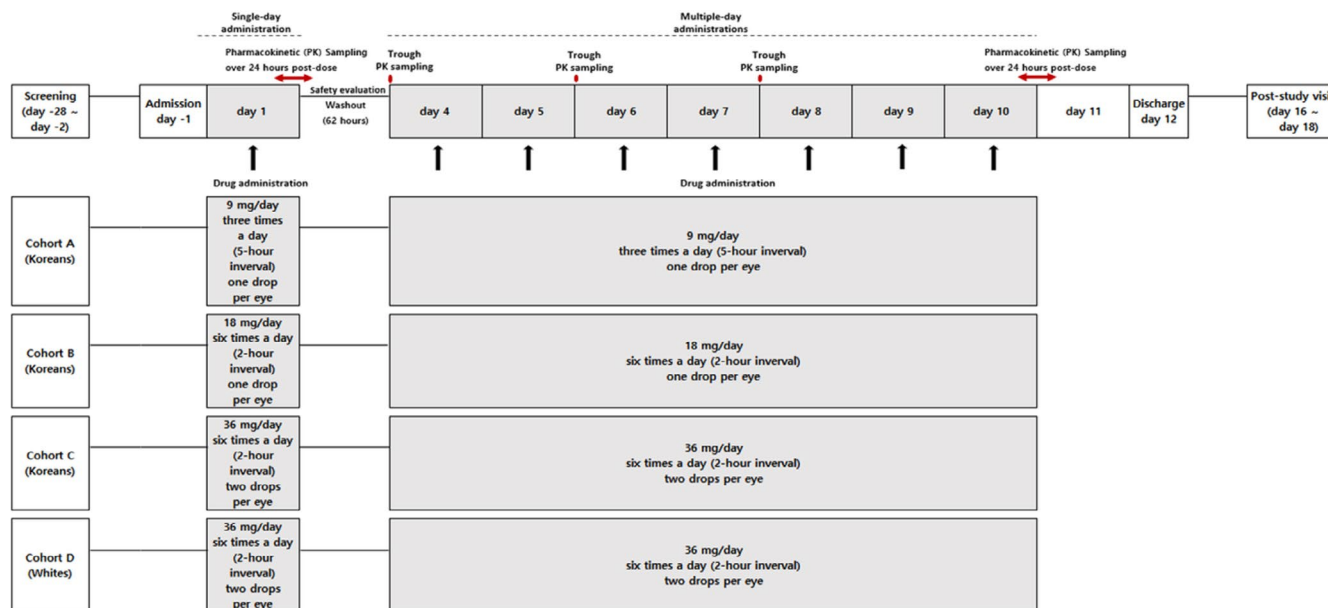 Single-day
administration
Multiple-day
administrations
Pharmacokinetic (PK) Sampling
over 24 hours post-dose
Trough
PK sampling
Trough
PK sampling
Trough
PK sampling
Pharmacokinetic (PK) Sampling
over 24 hours post-dose
Screening
(day -28 ~
day -2)
Admission
day -1
day 1
Safety evaluation
Washout
(62 hours)
day 4
day 5
day 6
day 7
day 8
day 9
day 10
day 11
Discharge
day 12
Post-study visit
(day 16 ~
day 18)
Drug administration
Drug administration
Cohort A
(Koreans)
9 mg/day
three times
a day
(5-hour
inverval)
one drop
per eye
9 mg/day
three times a day (5-hour inverval)
one drop per eye
Cohort B
(Koreans)
18 mg/day
six times a day
(2-hour
inverval)
one drop
per eye
18 mg/day
six times a day (2-hour inverval)
one drop per eye
Cohort C
(Koreans)
36 mg/day
six times a day
(2-hour
inverval)
two drops
per eye
36 mg/day
six times a day (2-hour inverval)
two drops per eye
Cohort D
(Whites)
36 mg/day
six times a day
(2-hour
inverval)
two drops
per eye
36 mg/day
six times a day (2-hour inverval)
two drops per eye